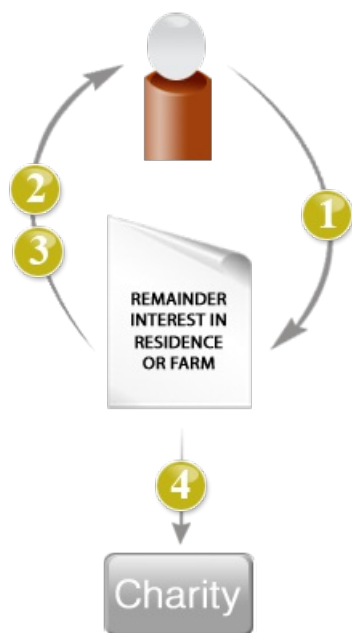 2
1
3
REMAINDER
INTEREST IN
RESIDENCE
OR FARM
4
Charity